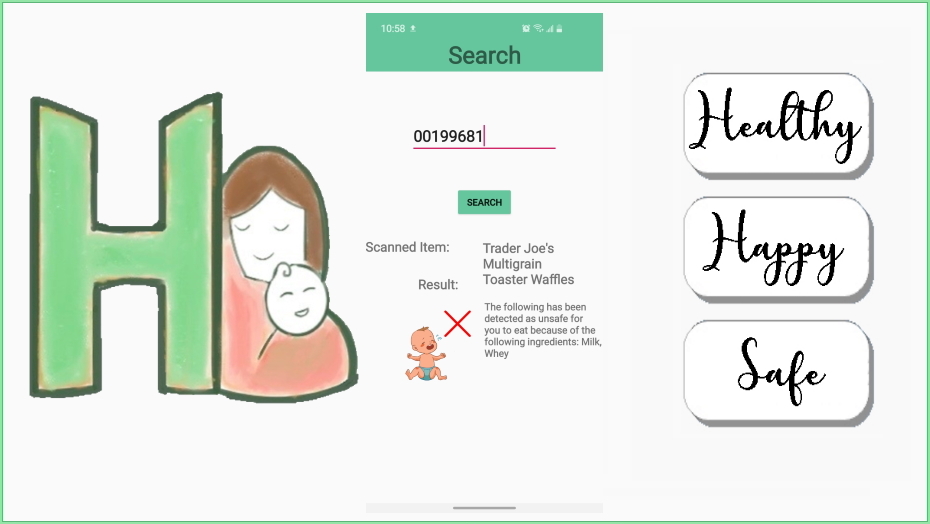 H
10:58
Search
00199681
SEARCH
Scanned Item:
Trader Joe's
Multigrain
Toaster Waffles
Result:
The following has been
detected as unsafe for
you to eat because of the
following ingredients: Milk,
Whey
Healthy
Happy
Safe